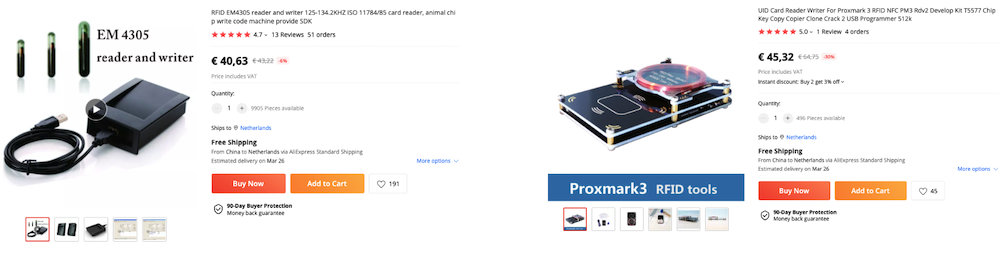 EM 4305
reader and writer
RFID EM4305 reader and writer 125-134.2KHZ ISO 11784/85 card reader, animal chi
p write code machine provide SDK
4.7 13 Reviews 51 orders
€ 40,63 € 43,22 -6%
Price includes VAT
Quantity:
1 9905 Pieces available
Ships to Netherlands
Free Shipping
From China to Netherlands via AliExpress Standard Shipping
Estimated delivery on Mar 26 More options
Buy Now Add to Cart 191
90-Day Buyer Protection
Money back guarantee
Proxmark3 RFID tools
UID Card Reader Writer For Proxmark 3 RFID NFC PM3 Rdv2 Develop Kit T5577 Chip
Key Copy Copier Clone Crack 2 USB Programmer 512k
5.0 1 Review 4 orders
€ 45,32 € 64,75 -30%
Price includes VAT
Instant discount: Buy 2 get 3% off
Quantity:
1 496 Pieces available
Ships to Netherlands
Free Shipping
From China to Netherlands via AliExpress Standard Shipping
Estimated delivery on Mar 26 More options
Buy Now Add to Cart 45
90-Day Buyer Protection
Money back guarantee